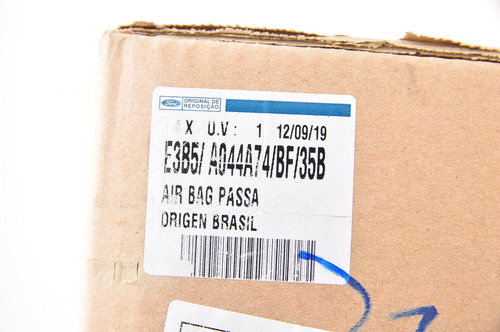 Ford
ORIGINAL DE
REPOSIÇÃO
X U.V: 1 12/09/19
E3B5/ A044A74/BF/35B
AIR BAG PASSA
ORIGEN BRASIL